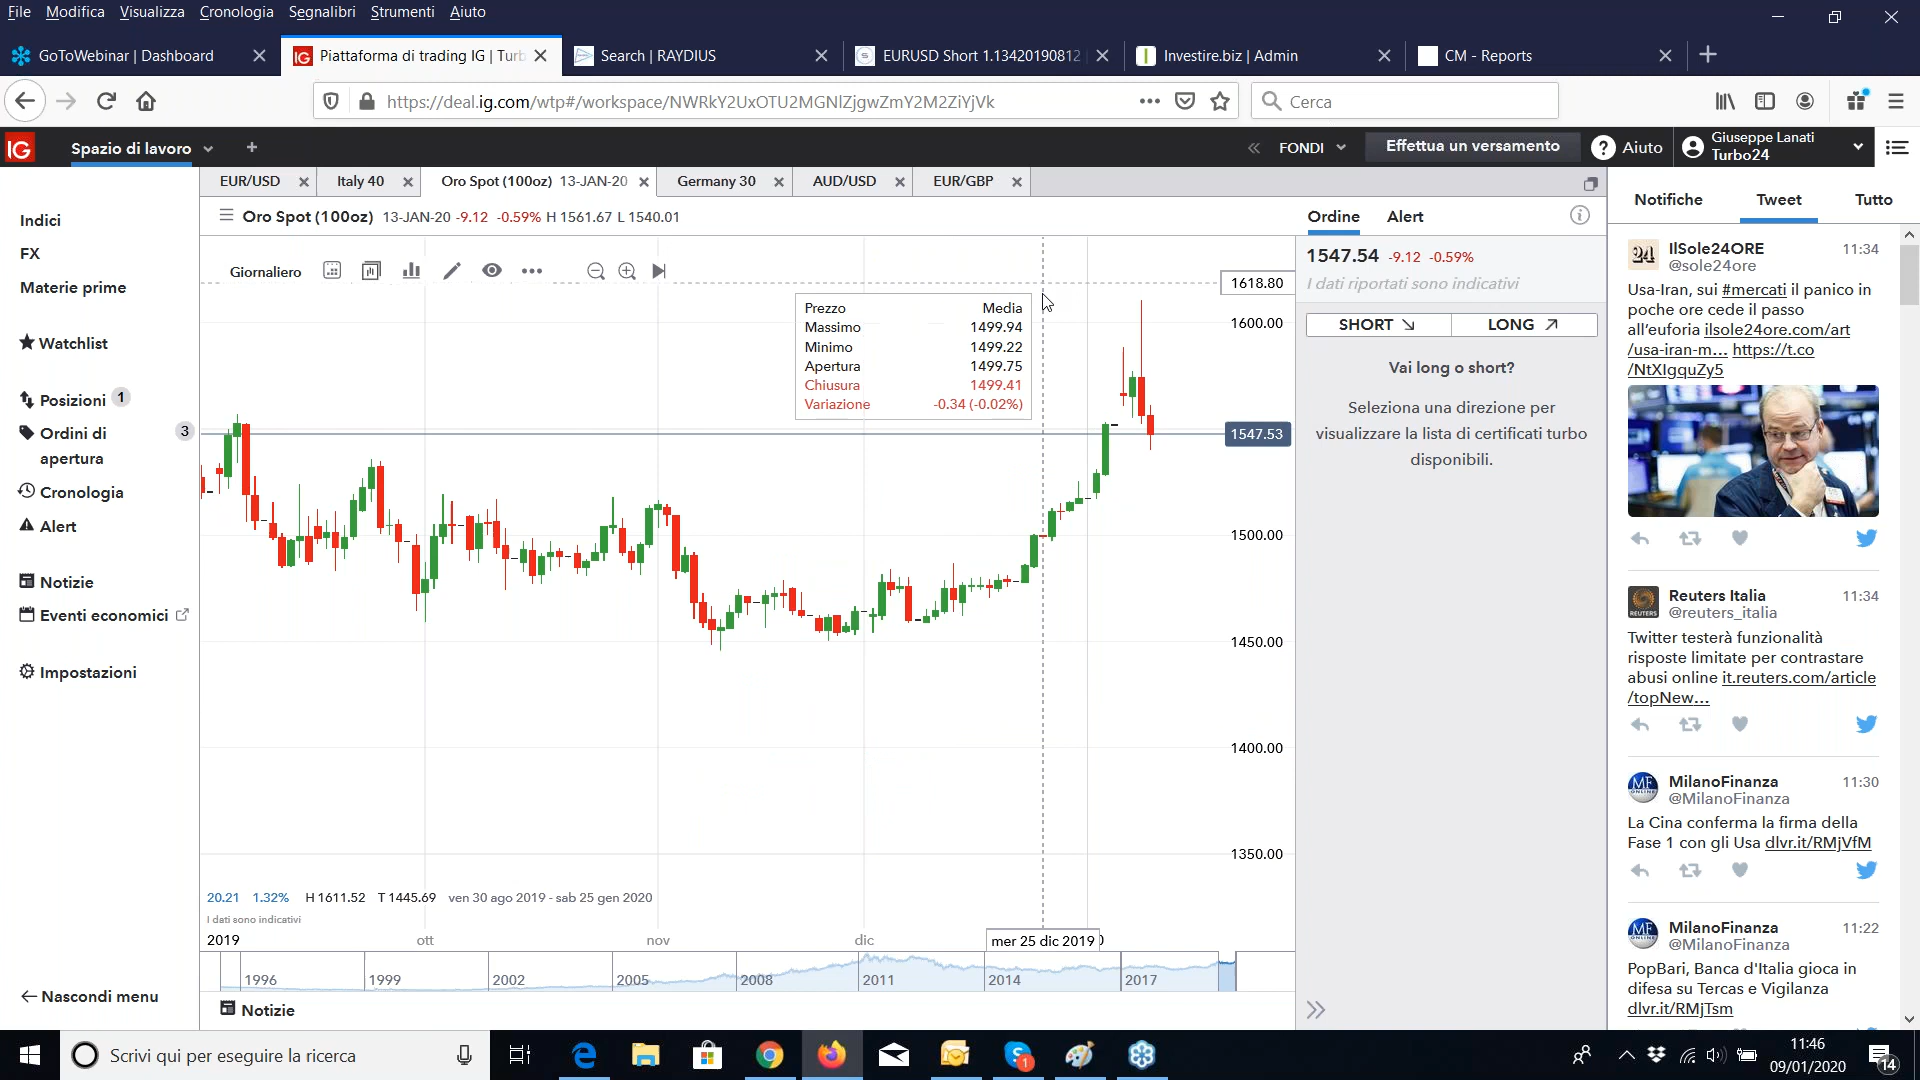 File Modifica Visualizza Cronologia Segnalibri Strumenti Aiuto
GoToWebinar | Dashboard
Piattaforma di trading IG | Turb
Search | RAYDIUS
EURUSD Short 1.13420190812
Investire.biz | Admin
CM - Reports
https://deal.ig.com/wtp#/workspace/NWRkY2UxOTU2MGNlZjgwZmY2M2ZiYjVk
Cerca
IG
Spazio di lavoro
FONDI
Effettua un versamento
Aiuto
Giuseppe Lanati
Turbo24
EUR/USD
Italy 40
Oro Spot (100oz) 13-JAN-20
Germany 30
AUD/USD
EUR/GBP
Indici
FX
Materie prime
Watchlist
Posizioni 1
Ordini di apertura 3
Cronologia
Alert
Notizie
Eventi economici
Impostazioni
Nascondi menu
Oro Spot (100oz) 13-JAN-20 -9.12 -0.59% H 1561.67 L 1540.01
Giornaliero
Prezzo Media
Massimo 1499.94
Minimo 1499.22
Apertura 1499.75
Chiusura 1499.41
Variazione -0.34 (-0.02%)
1618.80
1600.00
1547.53
1500.00
1450.00
1400.00
1350.00
20.21 1.32% H 1611.52 T 1445.69 ven 30 ago 2019 - sab 25 gen 2020
I dati sono indicativi
2019 ott nov dic mer 25 dic 2019
1996 1999 2002 2005 2008 2011 2014 2017
Notizie
Ordine Alert
1547.54 -9.12 -0.59%
I dati riportati sono indicativi
SHORT LONG
Vai long o short?
Seleziona una direzione per
visualizzare la lista di certificati turbo
disponibili.
Notifiche Tweet Tutto
24
IlSole24ORE 11:34
@sole24ore
Usa-Iran, sui #mercati il panico in
poche ore cede il passo
all'euforia ilsole24ore.com/art
/usa-iran-m... https://t.co
/NtXIgquZy5
REUTERS
Reuters Italia 11:34
@reuters_italia
Twitter testerà funzionalità
risposte limitate per contrastare
abusi online it.reuters.com/article
/topNew...
MF
ONLINE
MilanoFinanza 11:30
@MilanoFinanza
La Cina conferma la firma della
Fase 1 con gli Usa dlvr.it/RMjVfM
MF
ONLINE
MilanoFinanza 11:22
@MilanoFinanza
PopBari, Banca d'Italia gioca in
difesa su Tercas e Vigilanza
dlvr.it/RMjTsm
Scrivi qui per eseguire la ricerca
1
11:46
09/01/2020
14